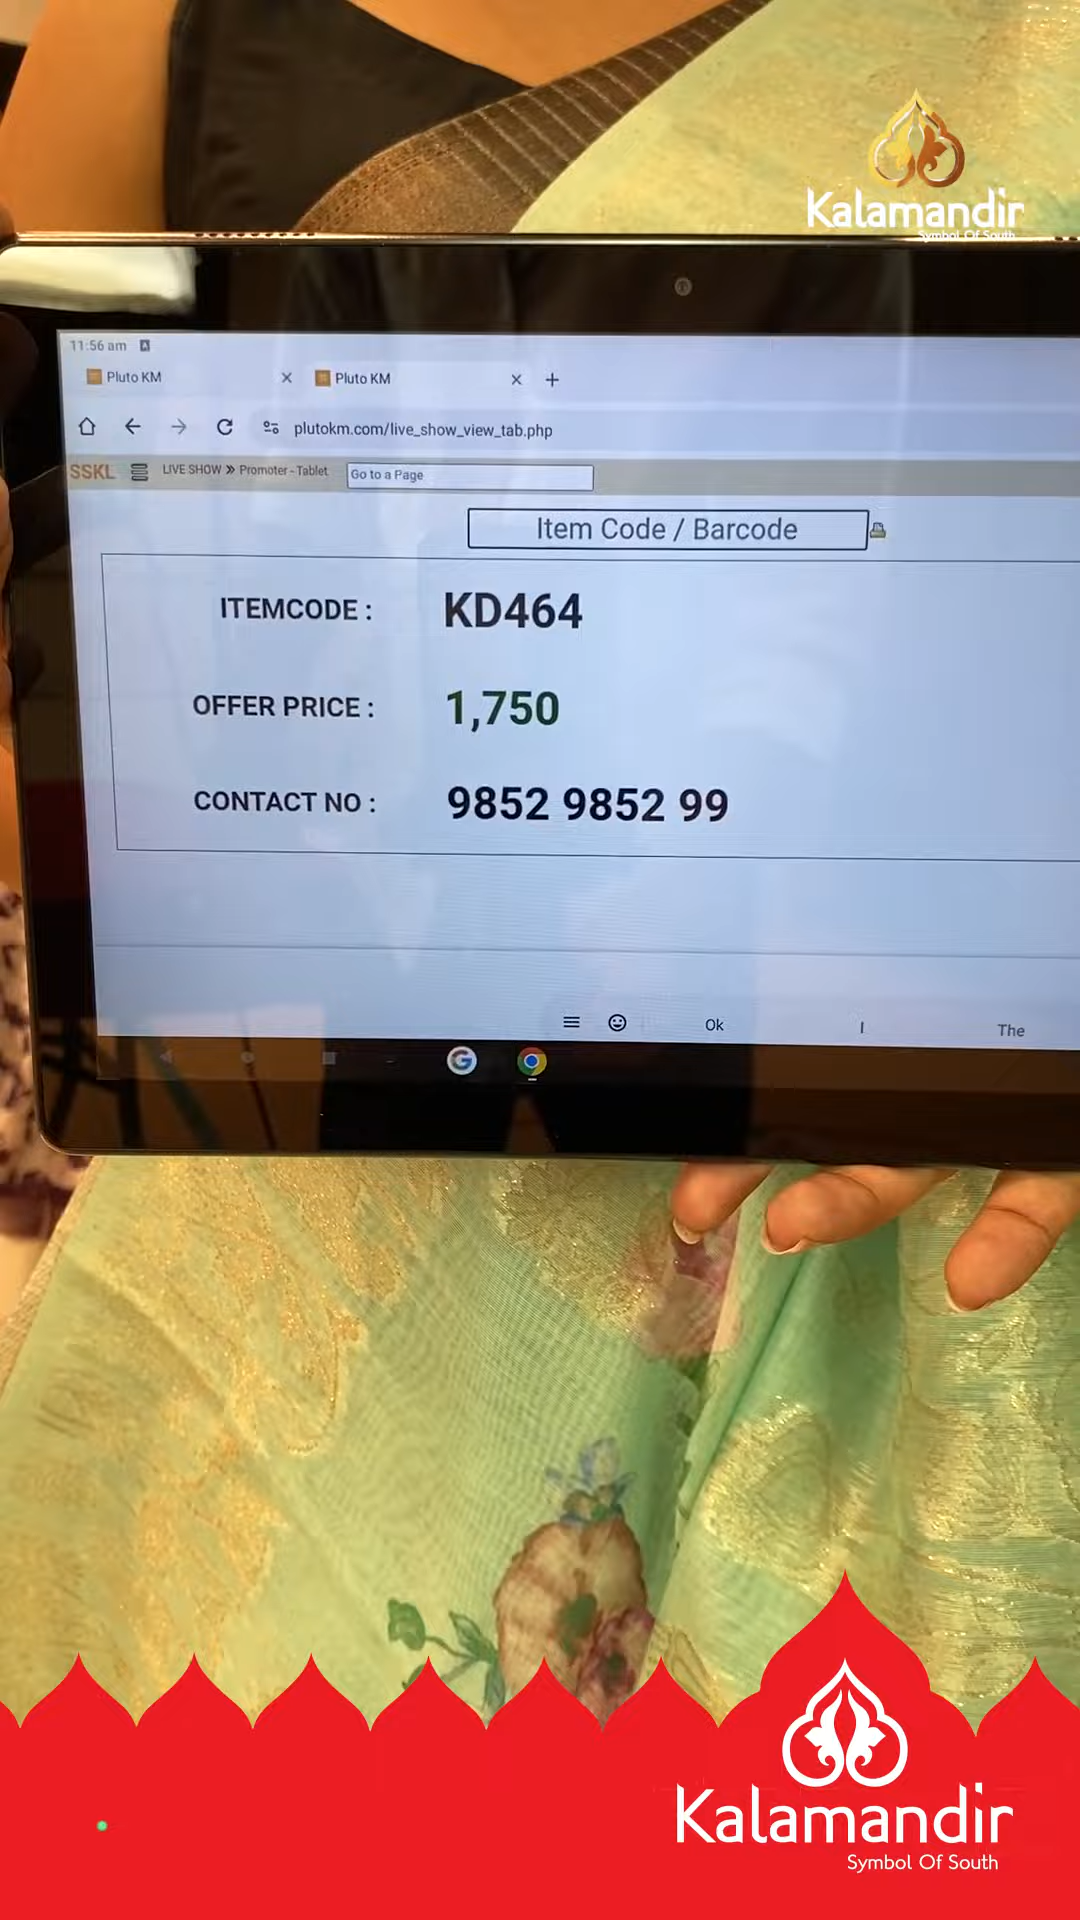 Kalamandir
Symbol Of South
11:56 am
Pluto KM
Pluto KM
plutokm.com/live_show_view_tab.php
SSKL
LIVE SHOW » Promoter - Tablet
Go to a Page
Item Code / Barcode
ITEMCODE : KD464
OFFER PRICE : 1,750
CONTACT NO : 9852 9852 99
Ok
I
The
Kalamandir
Symbol Of South